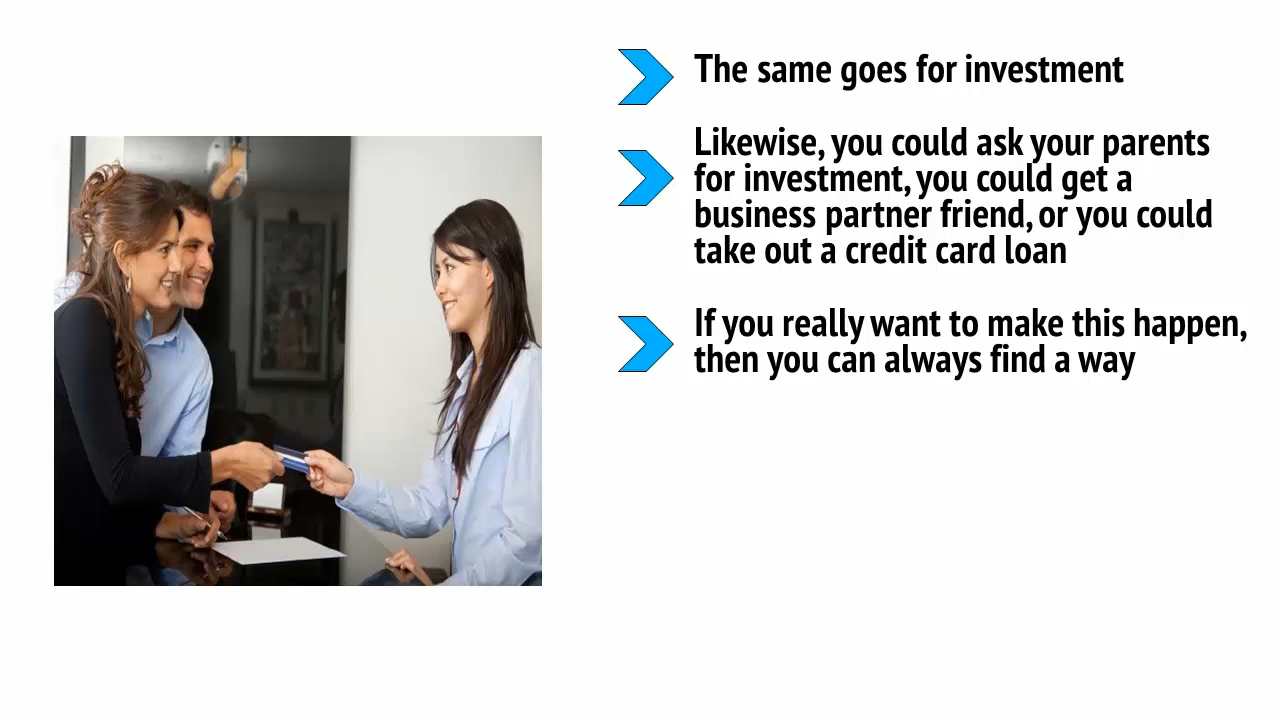 The same goes for investment
Likewise, you could ask your parents
for investment, you could get a
business partner friend, or you could
take out a credit card loan
If you really want to make this happen,
then you can always find a way